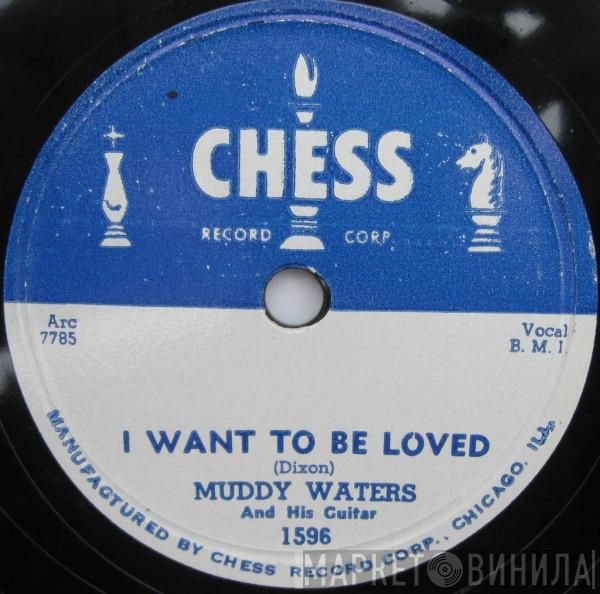 CHESS
RECORD CORP.
Arc
7785
Vocal
B. M. I.
I WANT TO BE LOVED
(Dixon)
MUDDY WATERS
And His Guitar
1596
MANUFACTURED BY CHESS RECORD CORP., CHICAGO, ILL.
МАРКЕТ ВИНИЛА